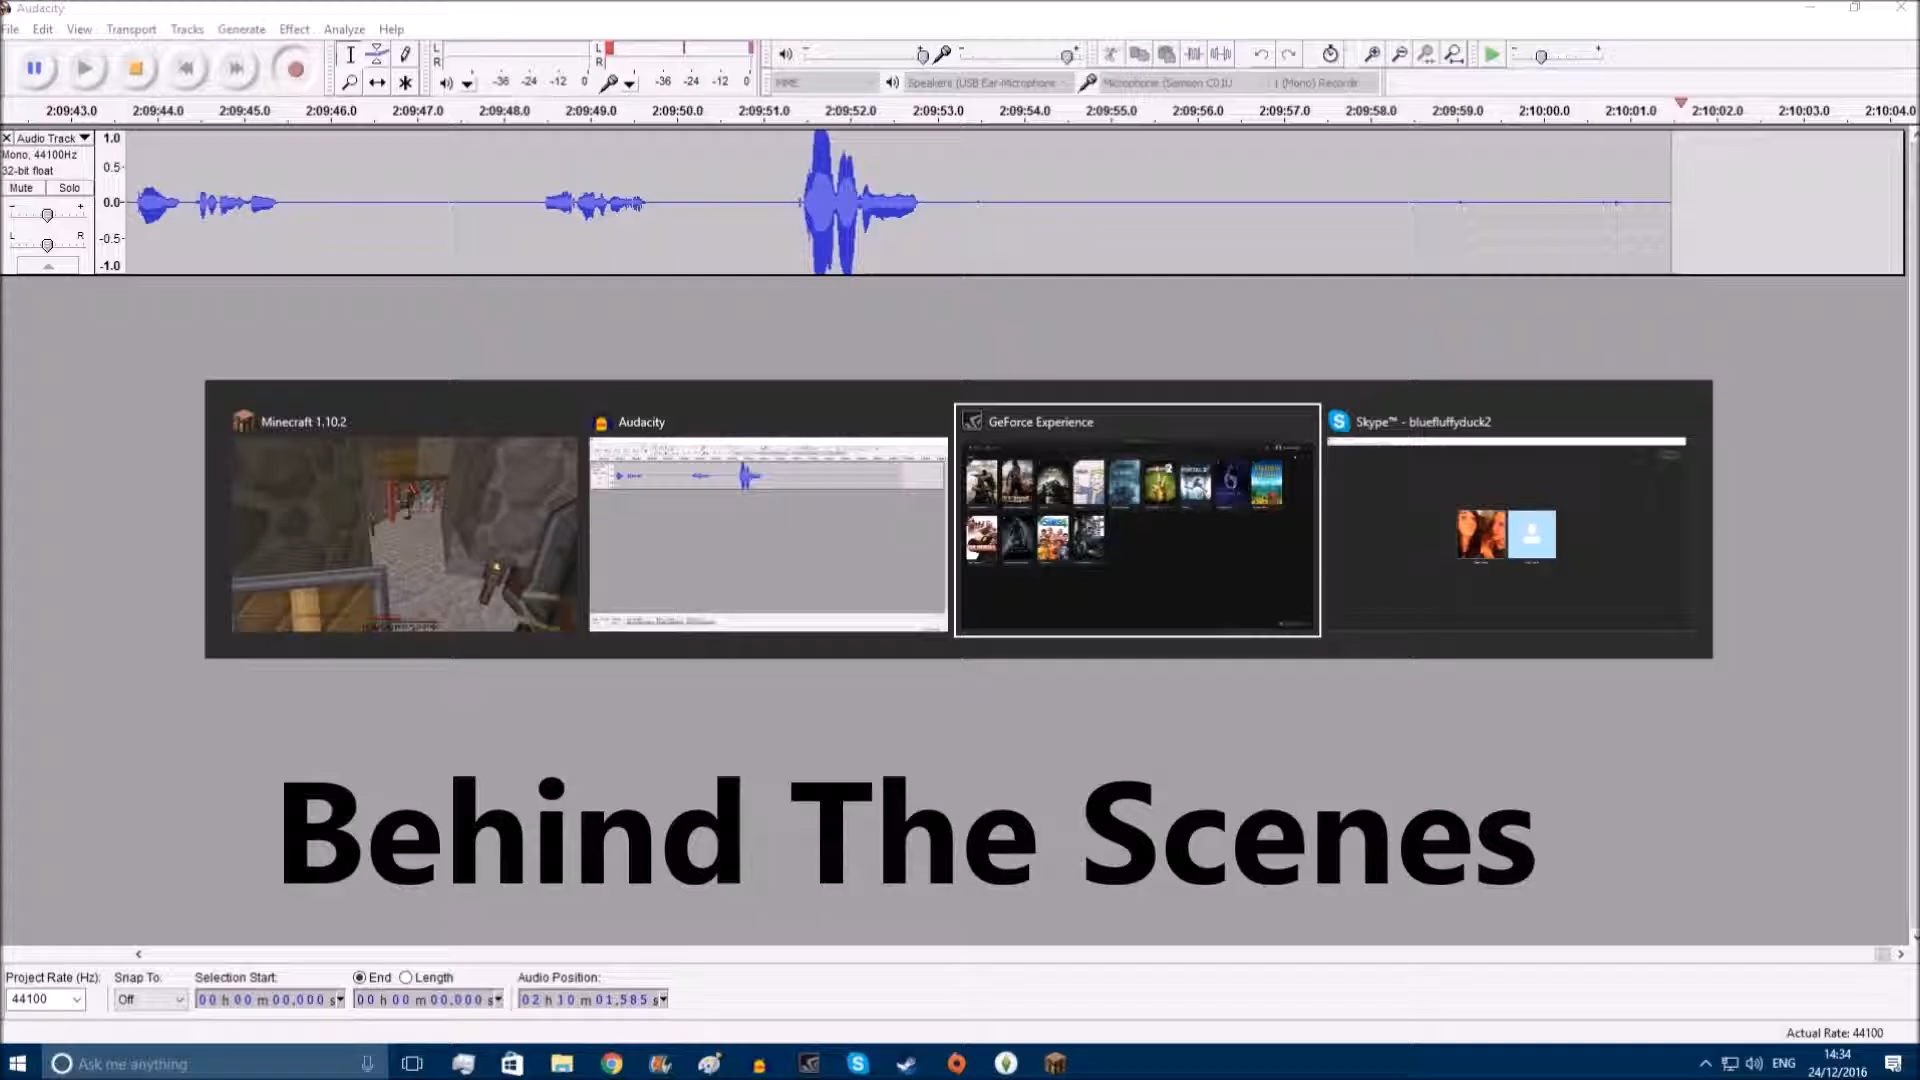 Audacity
File Edit View Transport Tracks Generate Effect Analyze Help
L
R
-36 -24 -12 0
L
R
-36 -24 -12 0
MME
Speakers (USB Ear-Microphone
Microphone (Samson C01U
1 (Mono) Recordir
2:09:43.0 2:09:44.0 2:09:45.0 2:09:46.0 2:09:47.0 2:09:48.0 2:09:49.0 2:09:50.0 2:09:51.0 2:09:52.0 2:09:53.0 2:09:54.0 2:09:55.0 2:09:56.0 2:09:57.0 2:09:58.0 2:09:59.0 2:10:00.0 2:10:01.0 2:10:02.0 2:10:03.0 2:10:04.0
Audio Track
Mono, 44100Hz
32-bit float
Mute Solo
L R
1.0
0.5
0.0
-0.5
-1.0
Minecraft 1.10.2
Audacity
GeForce Experience
Skype™ - bluefluffyduck2
Behind The Scenes
Project Rate (Hz): Snap To: Selection Start: End Length Audio Position:
44100 Off 00 h 00 m 00.000 s 00 h 00 m 00.000 s 02 h 10 m 01.585 s
Actual Rate: 44100
Ask me anything
ENG
14:34
24/12/2016